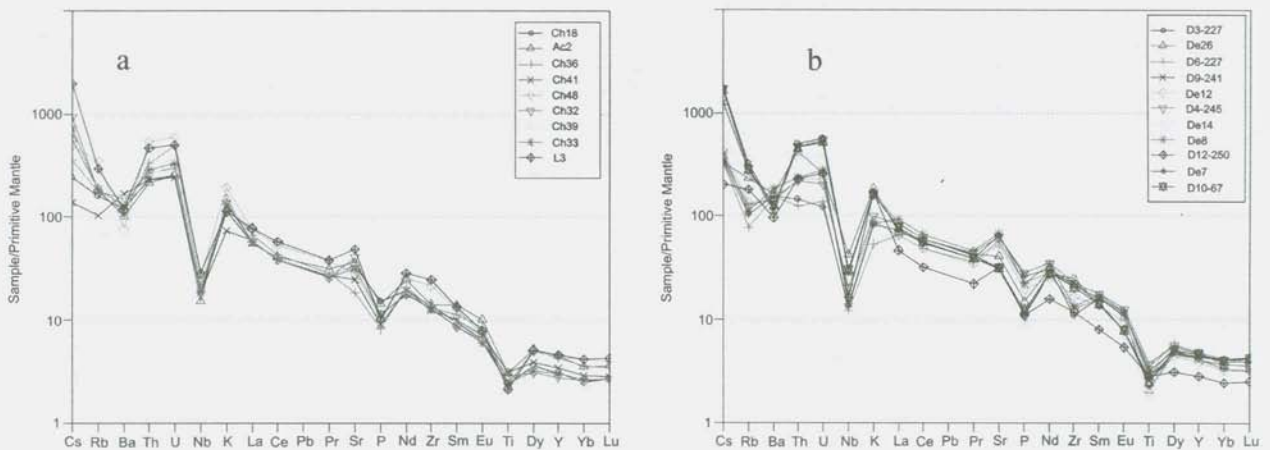 a
Ch18
Ac2
Ch36
Ch41
Ch48
Ch32
Ch39
Ch33
L3
Sample/Primitive Mantle
1000
100
10
1
Cs Rb Ba Th U Nb K La Ce Pb Pr Sr P Nd Zr Sm Eu Ti Dy Y Yb Lu
b
D3-227
De26
D6-227
D9-241
De12
D4-245
De14
De8
D12-250
De7
D10-67
Sample/Primitive Mantle
1000
100
10
1
Cs Rb Ba Th U Nb K La Ce Pb Pr Sr P Nd Zr Sm Eu Ti Dy Y Yb Lu